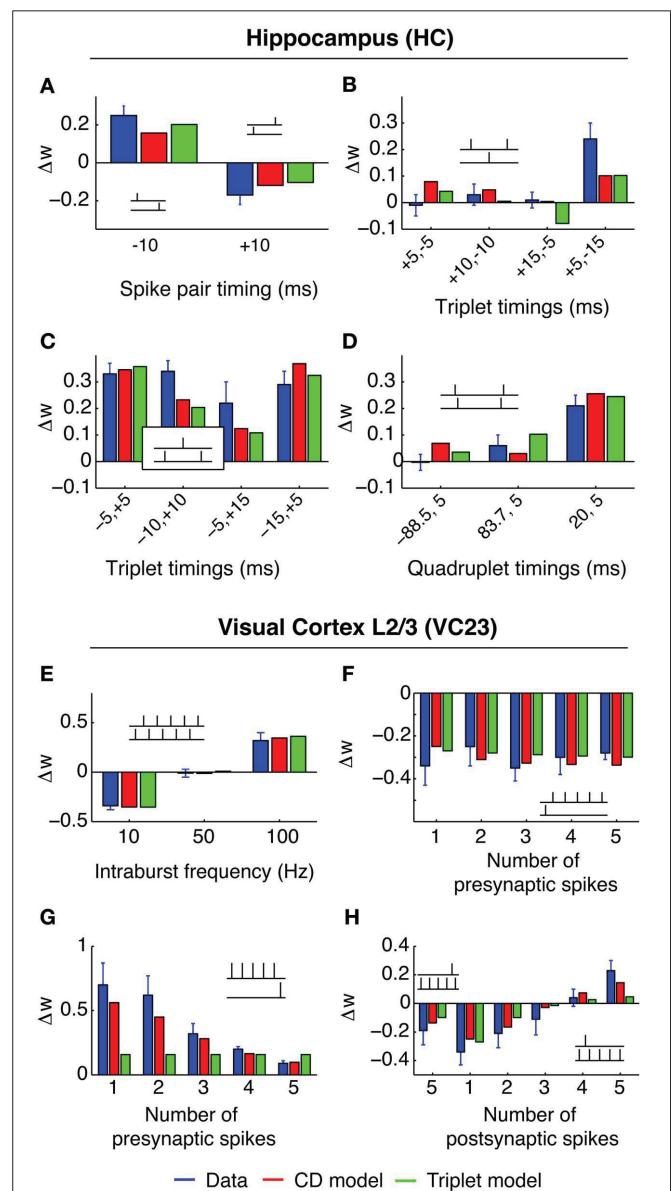 Hippocampus (HC)
A
Δw
0.2
0
−0.2
-10
+10
Spike pair timing (ms)
B
Δw
0.3
0.2
0.1
0
−0.1
+5,-5
+10,-10
+15,-5
+5,-15
Triplet timings (ms)
C
Δw
0.3
0.2
0.1
0
−0.1
−5,+5
−10,+10
−5,+15
−15,+5
Triplet timings (ms)
D
Δw
0.3
0.2
0.1
0
−0.1
−88.5, 5
83.7, 5
20, 5
Quadruplet timings (ms)
Visual Cortex L2/3 (VC23)
E
Δw
0.5
0
−0.5
10
50
100
Intraburst frequency (Hz)
F
Δw
0
−0.2
−0.4
1
2
3
4
5
Number of
presynaptic spikes
G
Δw
1
0.5
0
1
2
3
4
5
Number of
presynaptic spikes
H
Δw
0.4
0.2
0
−0.2
−0.4
5
1
2
3
4
5
Number of
postsynaptic spikes
Data
CD model
Triplet model